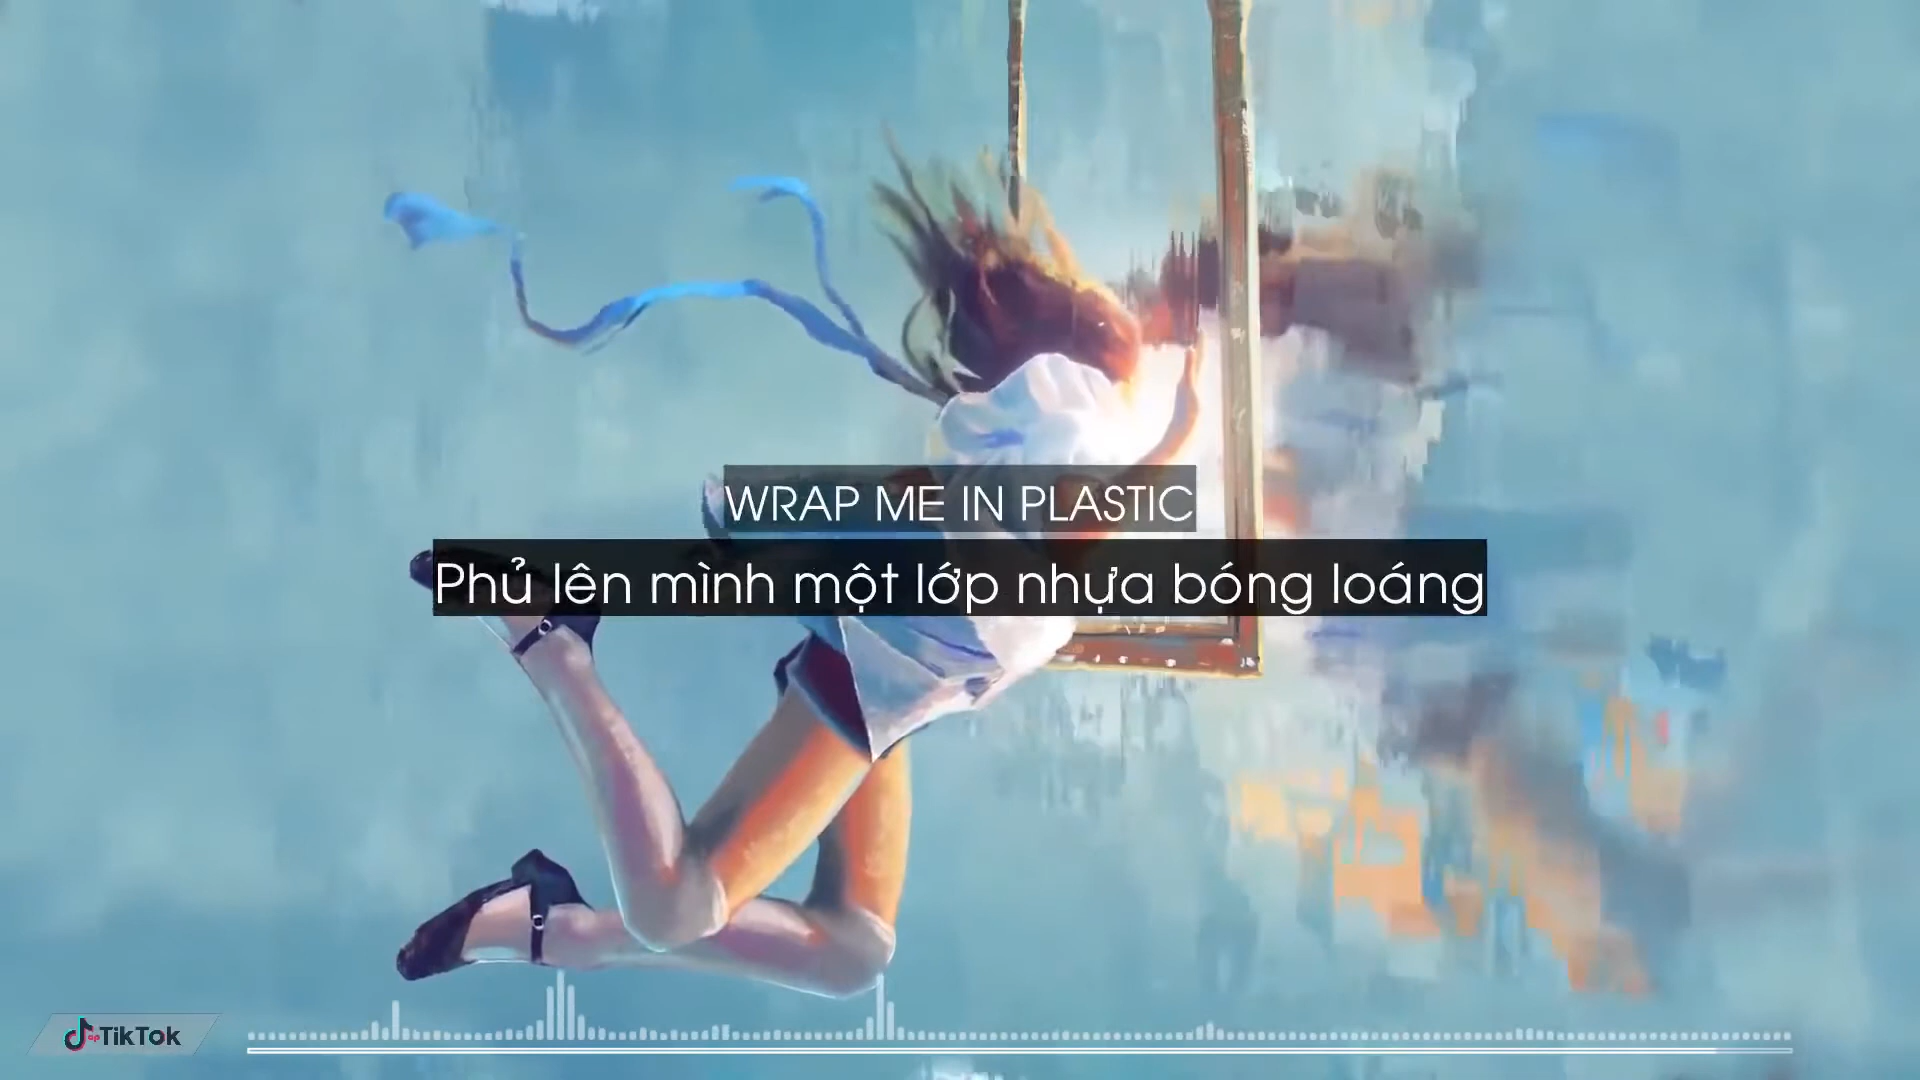 WRAP ME IN PLASTIC
Phủ lên mình một lớp nhựa bóng loáng
TikTok